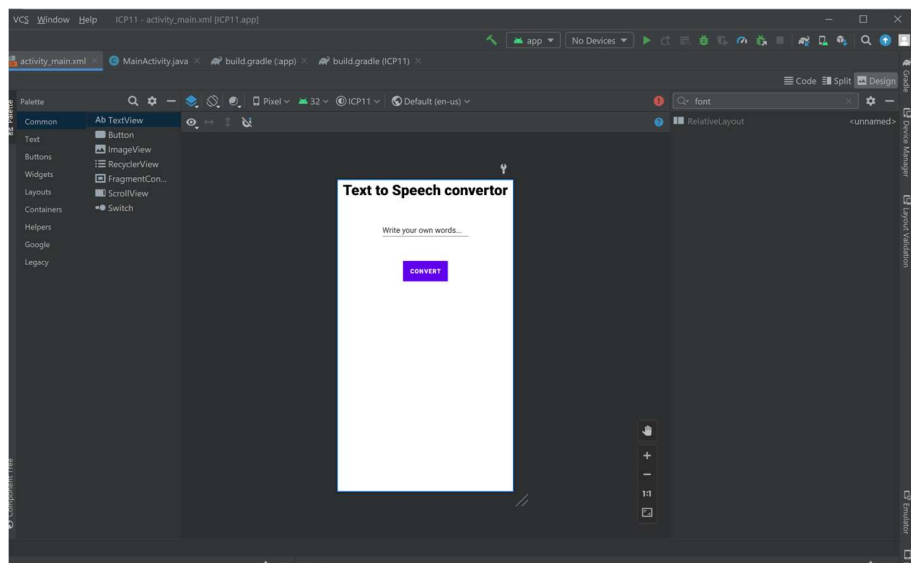 VCS Window Help ICP11 - activity_main.xml [ICP11.app]
app No Devices
activity_main.xml MainActivity.java build.gradle (:app) build.gradle (ICP11)
Code Split Design
Palette Pixel 32 ICP11 Default (en-us) font
Common Ab TextView RelativeLayout <unnamed>
Text Button
Buttons ImageView
Widgets RecyclerView
Layouts FragmentCon...
Containers ScrollView
Helpers Switch
Google
Legacy
Text to Speech convertor
Write your own words...
CONVERT
1:1
Palette
Component Tree
Gradle
Device Manager
Layout Validation
Emulator